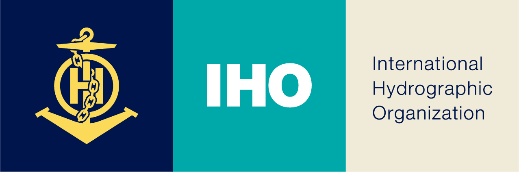 H
IHO
International
Hydrographic
Organization